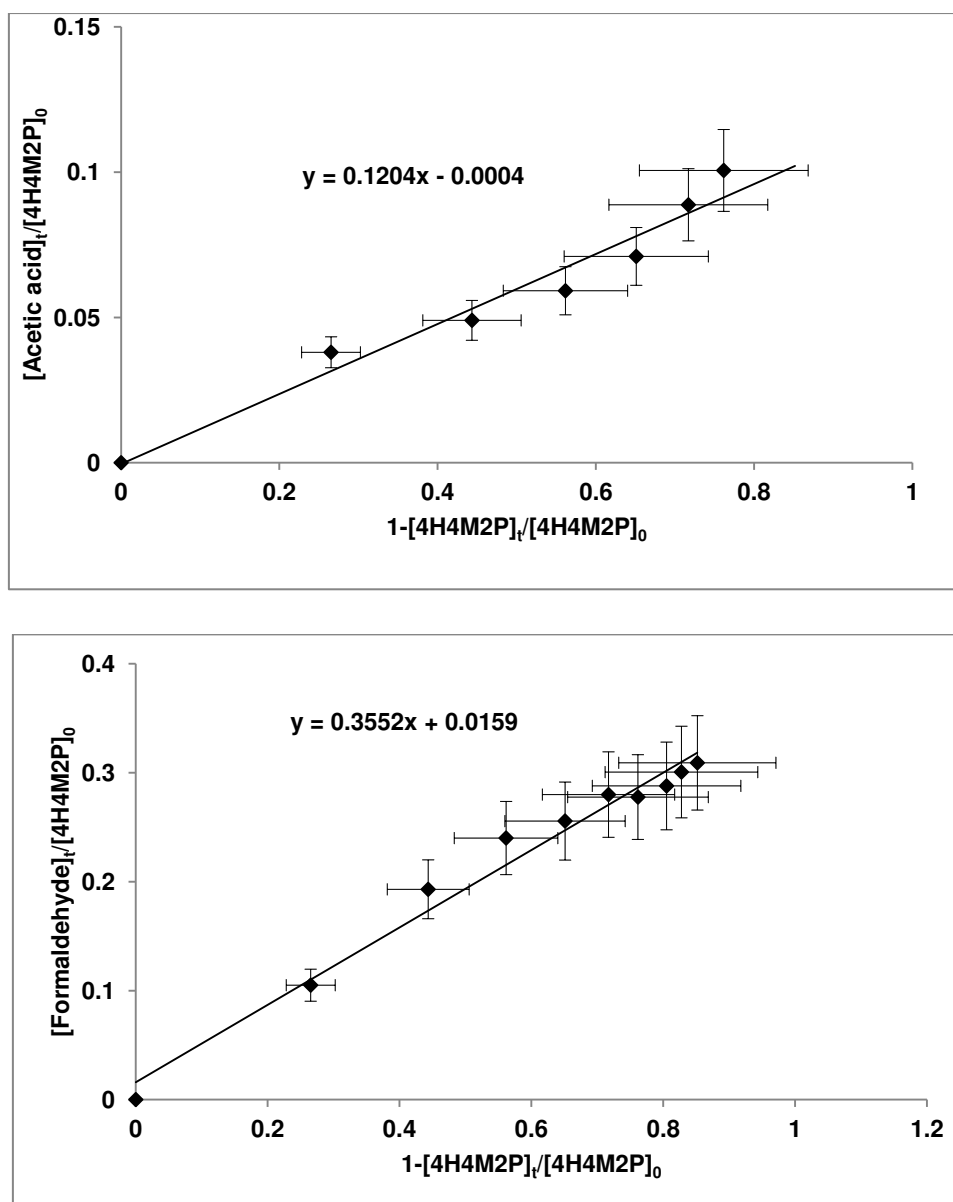 0.15
0.1
0.05
0
[Acetic acid]t/[4H4M2P]0
y = 0.1204x - 0.0004
0 0.2 0.4 0.6 0.8 1
1-[4H4M2P]t/[4H4M2P]0
0.4
0.3
0.2
0.1
0
[Formaldehyde]t/[4H4M2P]0
y = 0.3552x + 0.0159
0 0.2 0.4 0.6 0.8 1 1.2
1-[4H4M2P]t/[4H4M2P]0